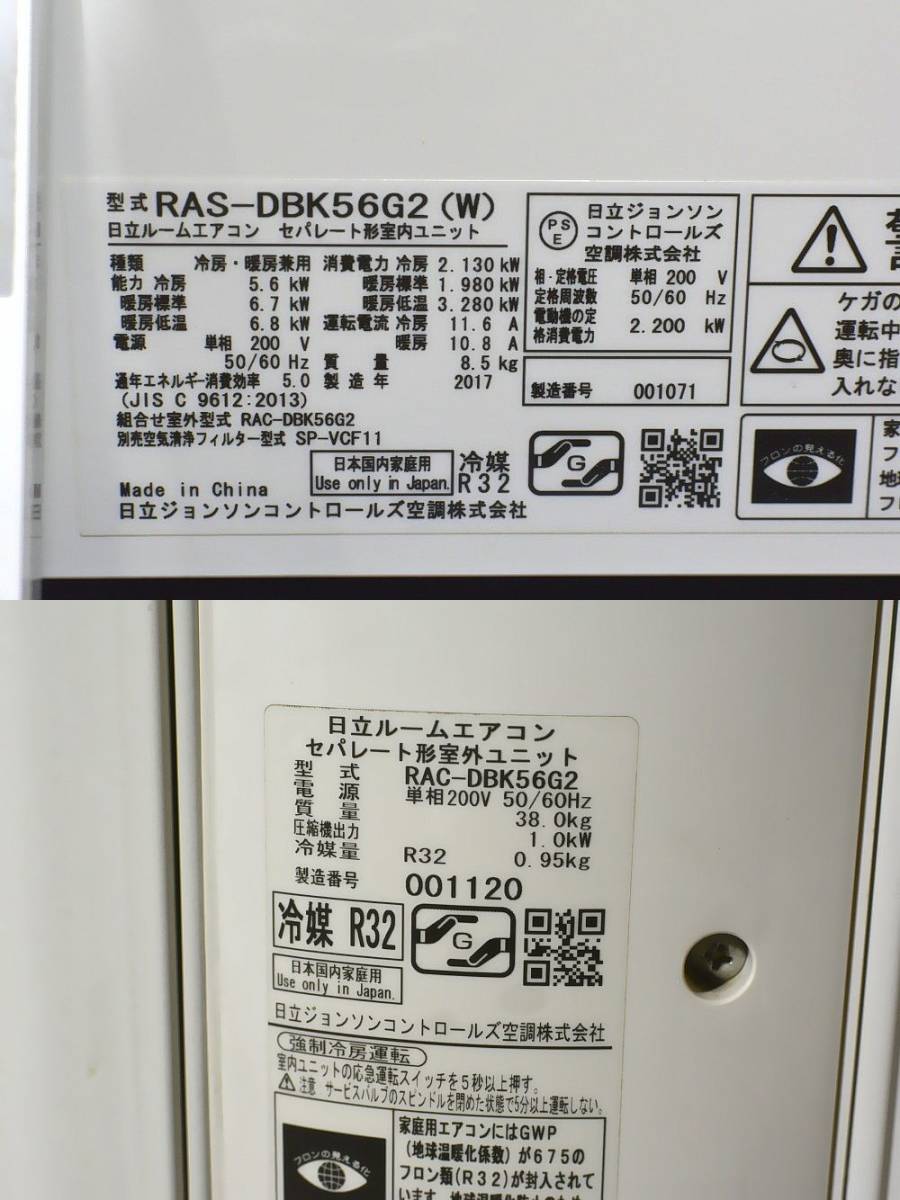 型式 RAS-DBK56G2 (W)
日立ルームエアコン セパレート形室内ユニット
種類 冷房・暖房兼用 消費電力 冷房 2.130 kW
能力 冷房 5.6 kW 暖房標準 1.980 kW
暖房標準 6.7 kW 暖房低温 3.280 kW
暖房低温 6.8 kW 運転電流 冷房 11.6 A
電源 単相 200 V 暖房 10.8 A
50/60 Hz 質量 8.5 kg
通年エネルギー消費効率 5.0 製造年 2017
(JIS C 9612:2013)
組合せ室外型式 RAC-DBK56G2
別売空気清浄フィルター型式 SP-VCF11
日本国内家庭用
Use only in Japan.
冷媒
R32
Made in China
日立ジョンソンコントロールズ空調株式会社
PS
E
日立ジョンソン
コントロールズ
空調株式会社
相・定格電圧 単相 200 V
定格周波数 50/60 Hz
電動機の定
格消費電力 2.200 kW
製造番号 001071
G
ケガの
運転中
奥に指
入れな
フロンの見える化
日立ルームエアコン
セパレート形室外ユニット
型式 RAC-DBK56G2
電源 単相200V 50/60Hz
質量 38.0kg
圧縮機出力 1.0kW
冷媒量 R32 0.95kg
製造番号 001120
冷媒 R32
G
日本国内家庭用
Use only in Japan.
日立ジョンソンコントロールズ空調株式会社
強制冷房運転
室内ユニットの応急運転スイッチを5秒以上押す。
注意 サービスバルブのスピンドルを閉めた状態で5分以上運転しない。
フロンの見える化
家庭用エアコンにはGWP
(地球温暖化係数)が675の
フロン類(R32)が封入されて
います。地球温暖化防止のため